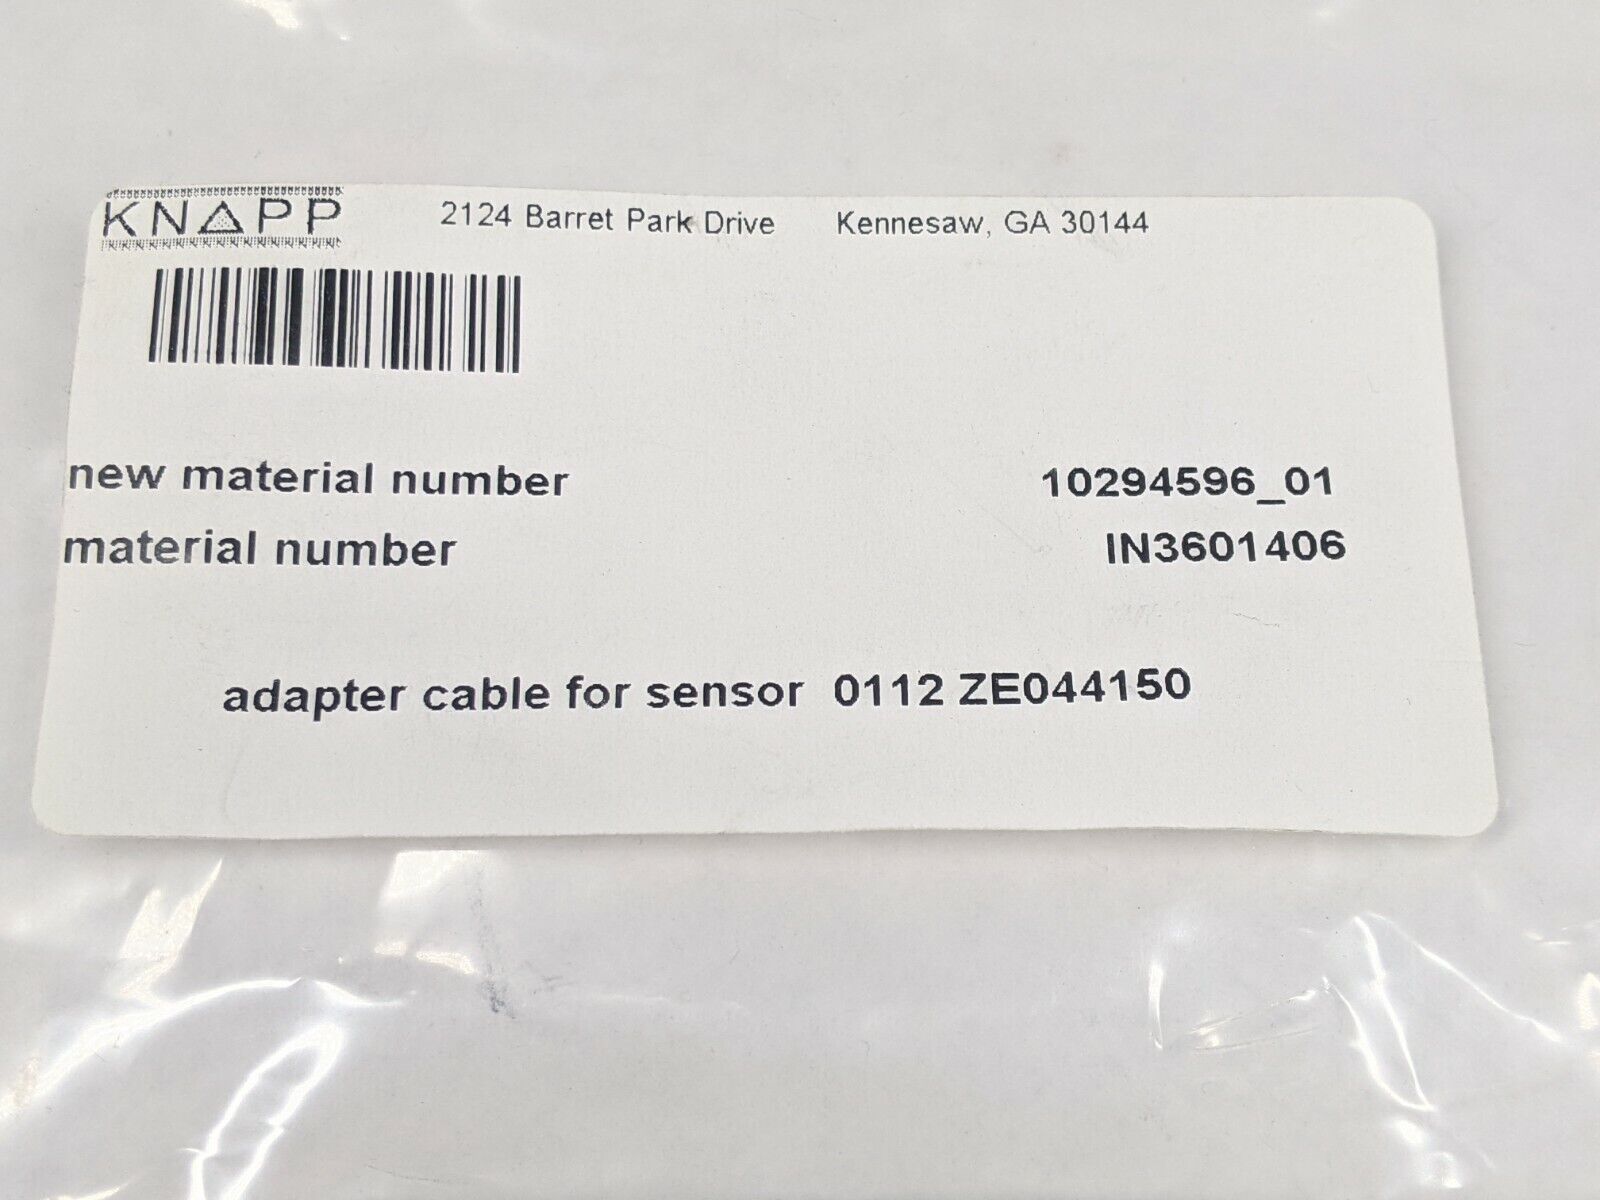 KNAPP 2124 Barret Park Drive Kennesaw, GA 30144
new material number 10294596_01
material number IN3601406
adapter cable for sensor 0112 ZE044150